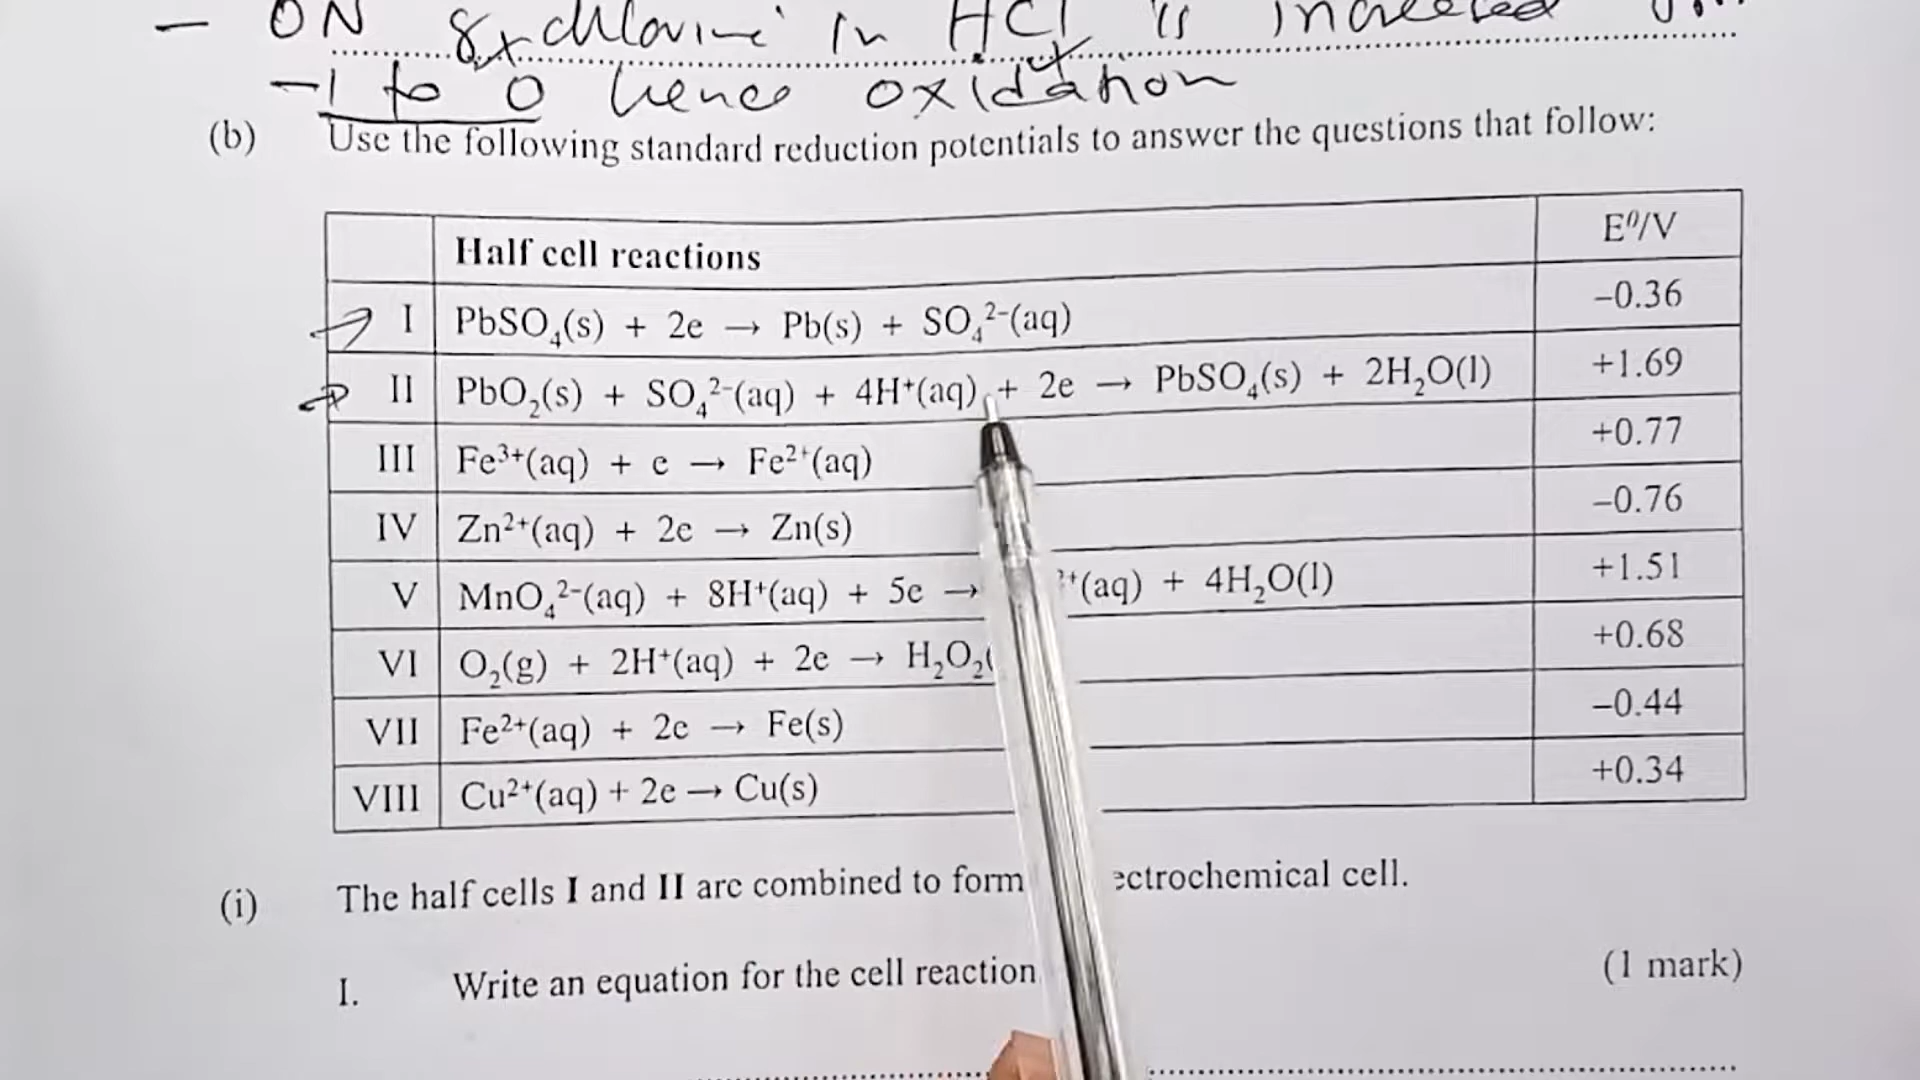 - ON of chlorine in HCl is increased
-1 to 0 hence oxidation
(b) Use the following standard reduction potentials to answer the questions that follow:
Half cell reactions E⁰/V
I PbSO₄(s) + 2e → Pb(s) + SO₄²⁻(aq) –0.36
II PbO₂(s) + SO₄²⁻(aq) + 4H⁺(aq) + 2e → PbSO₄(s) + 2H₂O(l) +1.69
III Fe³⁺(aq) + e → Fe²⁺(aq) +0.77
IV Zn²⁺(aq) + 2e → Zn(s) –0.76
V MnO₄²⁻(aq) + 8H⁺(aq) + 5e → ²⁺(aq) + 4H₂O(l) +1.51
VI O₂(g) + 2H⁺(aq) + 2e → H₂O₂( +0.68
VII Fe²⁺(aq) + 2e → Fe(s) –0.44
VIII Cu²⁺(aq) + 2e → Cu(s) +0.34
(i) The half cells I and II are combined to form ectrochemical cell.
I. Write an equation for the cell reaction (1 mark)